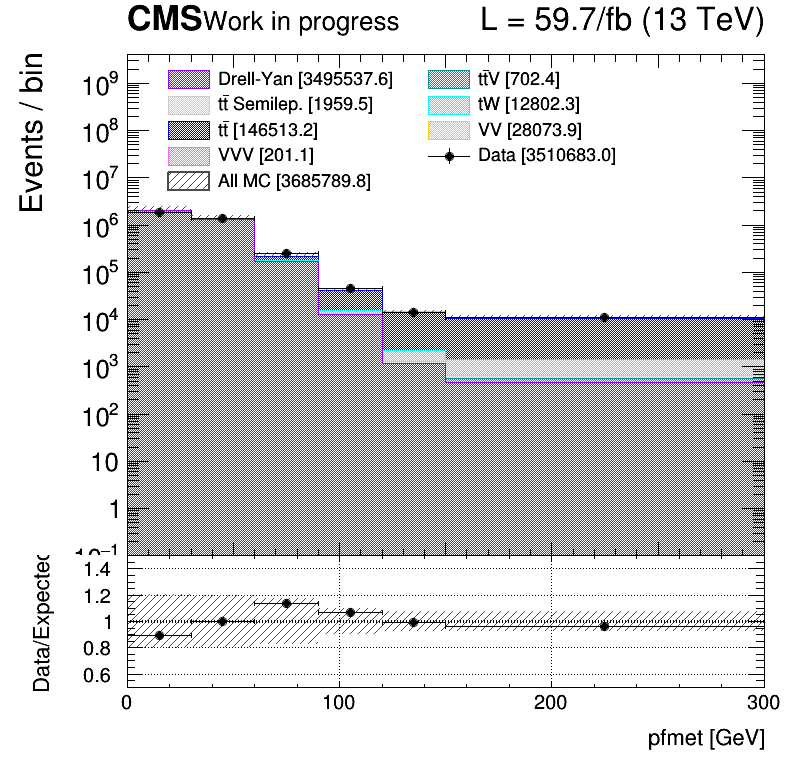 CMS Work in progress L = 59.7/fb (13 TeV)
Events / bin
Drell-Yan [3495537.6]
tt̄ Semilep. [1959.5]
tt̄ [146513.2]
VVV [201.1]
All MC [3685789.8]
tt̄V [702.4]
tW [12802.3]
VV [28073.9]
Data [3510683.0]
10⁹
10⁸
10⁷
10⁶
10⁵
10⁴
10³
10²
10
1
10⁻¹
Data/Expected
1.4
1.2
1
0.8
0.6
0 100 200 300
pfmet [GeV]